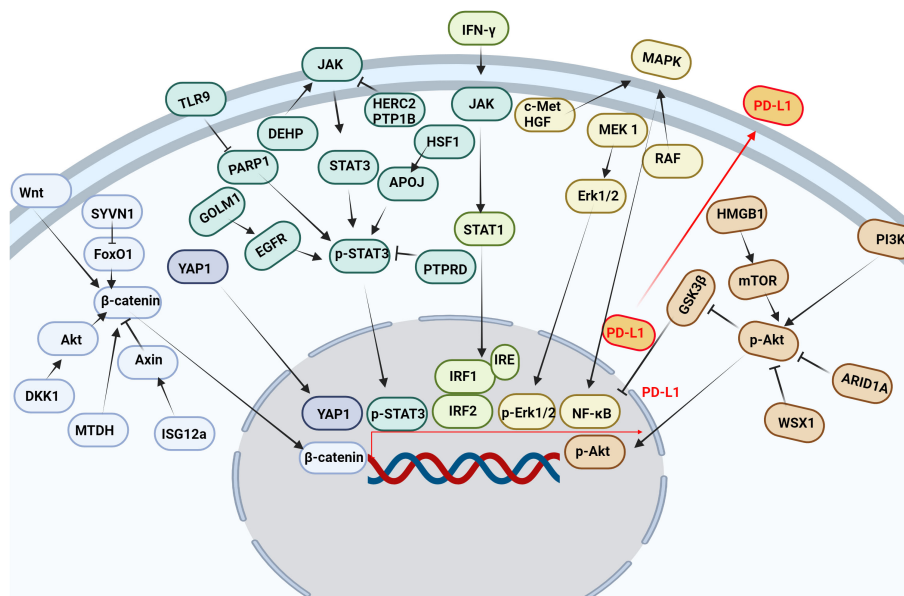 IFN-γ
JAK
MAPK
TLR9
HERC2
PTP1B
JAK
c-Met
HGF
PD-L1
DEHP
HSF1
MEK 1
PARP1
STAT3
APOJ
RAF
Wnt
SYVN1
GOLM1
Erk1/2
HMGB1
FoxO1
EGFR
p-STAT3
STAT1
PI3K
YAP1
PTPRD
mTOR
β-catenin
GSK3β
Akt
Axin
PD-L1
p-Akt
IRE
IRF1
DKK1
PD-L1
ARID1A
MTDH
ISG12a
YAP1
p-STAT3
IRF2
p-Erk1/2
NF-κB
WSX1
β-catenin
p-Akt